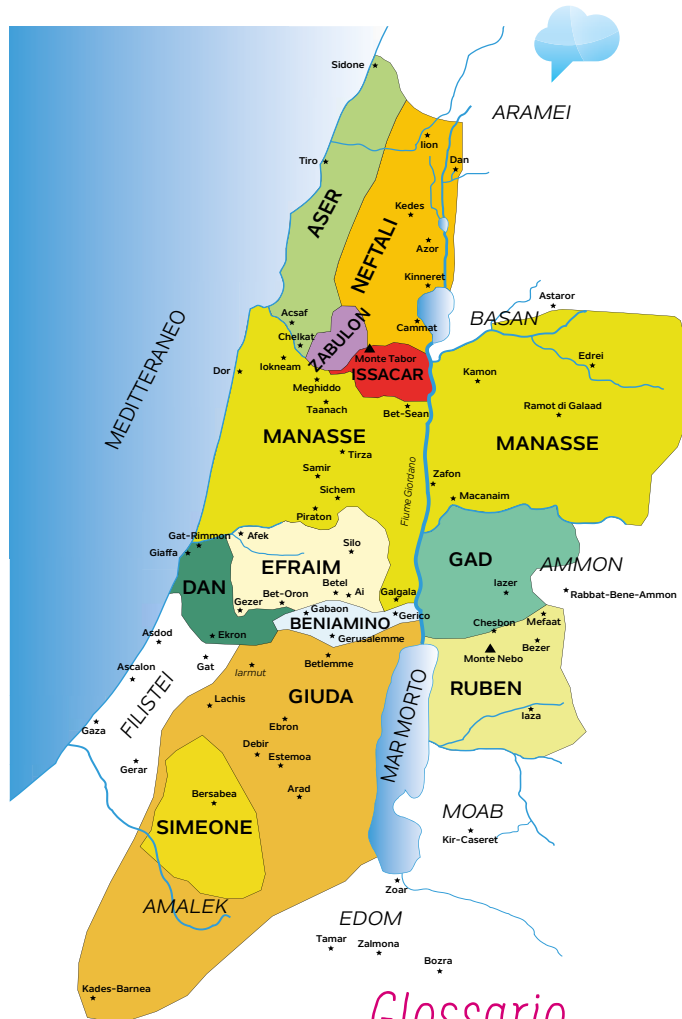 Sidone
ARAMEI
Iion
Tiro
Dan
ASER
Kedes
NEFTALI
Azor
Kinneret
Astaror
Acsaf
Cammat
BASAN
MEDITTERANEO
Chelkat
ZABULON
Monte Tabor
Edrei
Iokneam
Dor
ISSACAR
Kamon
Meghiddo
Taanach
Bet-Sean
Ramot di Galaad
MANASSE
MANASSE
Tirza
Samir
Fiume Giordano
Zafon
Sichem
Macanaim
Piraton
Gat-Rimmon
Afek
Giaffa
Silo
EFRAIM
GAD
AMMON
DAN
Betel
Ai
Iazer
Rabbat-Bene-Ammon
Bet-Oron
Galgala
Gezer
Gabaon
Gerico
BENIAMINO
Chesbon
Mefaat
Asdod
Ekron
Gerusalemme
Bezer
Gat
Betlemme
Monte Nebo
Ascalon
Iarmut
RUBEN
FILISTEI
GIUDA
MAR MORTO
Lachis
Iaza
Gaza
Ebron
Debir
Estemoa
Gerar
Bersabea
Arad
MOAB
SIMEONE
Kir-Caseret
Zoar
AMALEK
EDOM
Tamar
Zalmona
Bozra
Kades-Barnea
Glossario